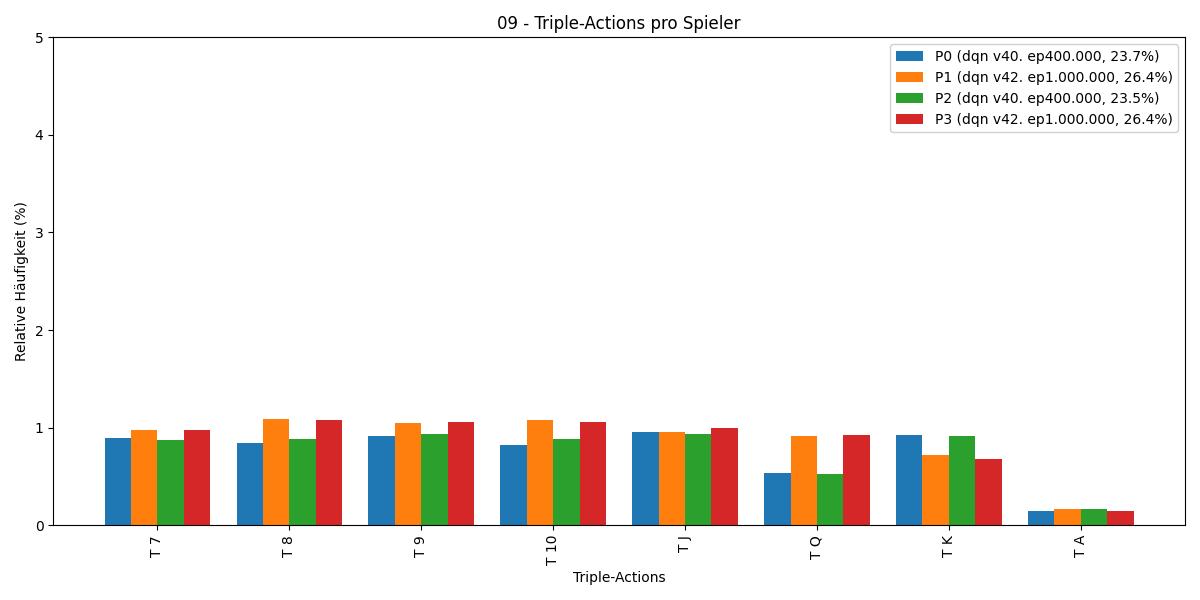 09 - Triple-Actions pro Spieler
P0 (dqn v40. ep400.000, 23.7%)
P1 (dqn v42. ep1.000.000, 26.4%)
P2 (dqn v40. ep400.000, 23.5%)
P3 (dqn v42. ep1.000.000, 26.4%)
Relative Häufigkeit (%)
5
4
3
2
1
0
T 7
T 8
T 9
T 10
T J
T Q
T K
T A
Triple-Actions